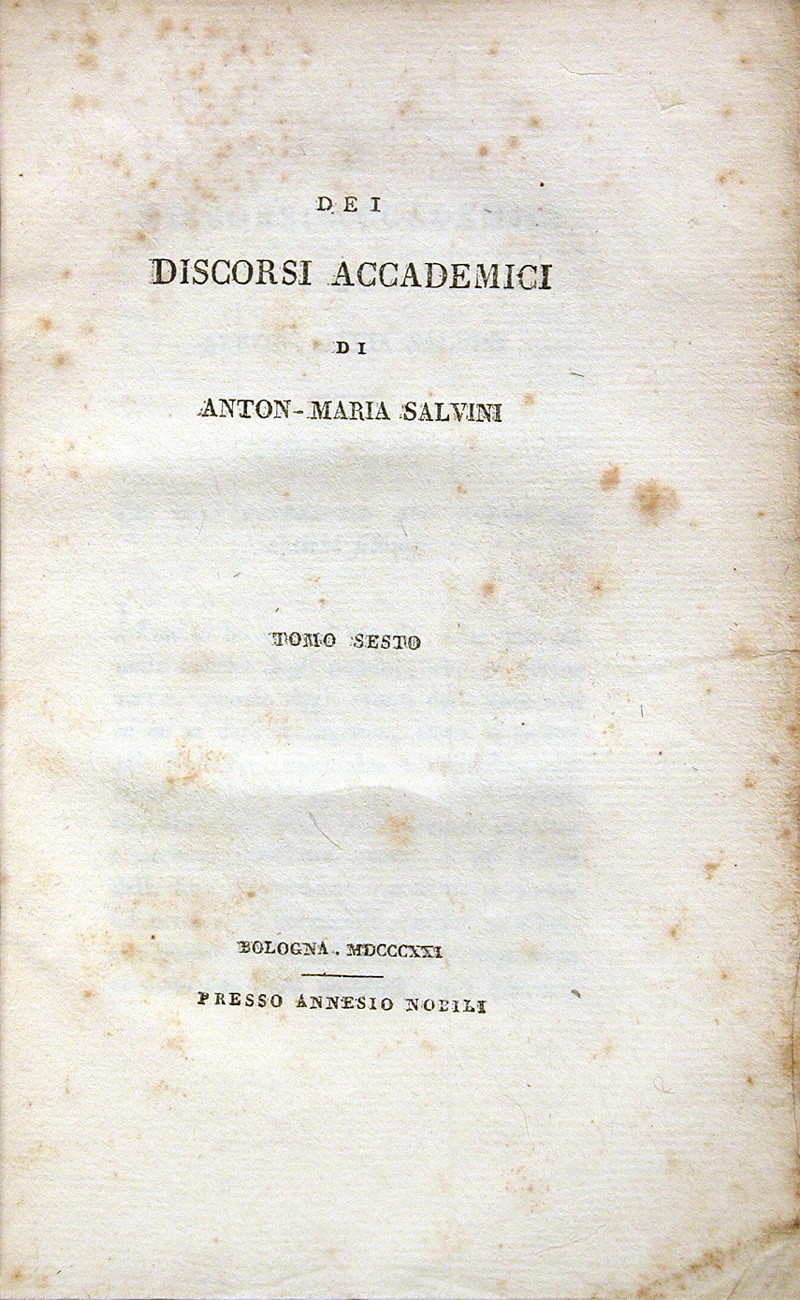 DEI
DISCORSI ACCADEMICI
DI
ANTON-MARIA SALVINI
TOMO SESTO
BOLOGNA. MDCCCXXI
PRESSO ANNESIO NOBILI